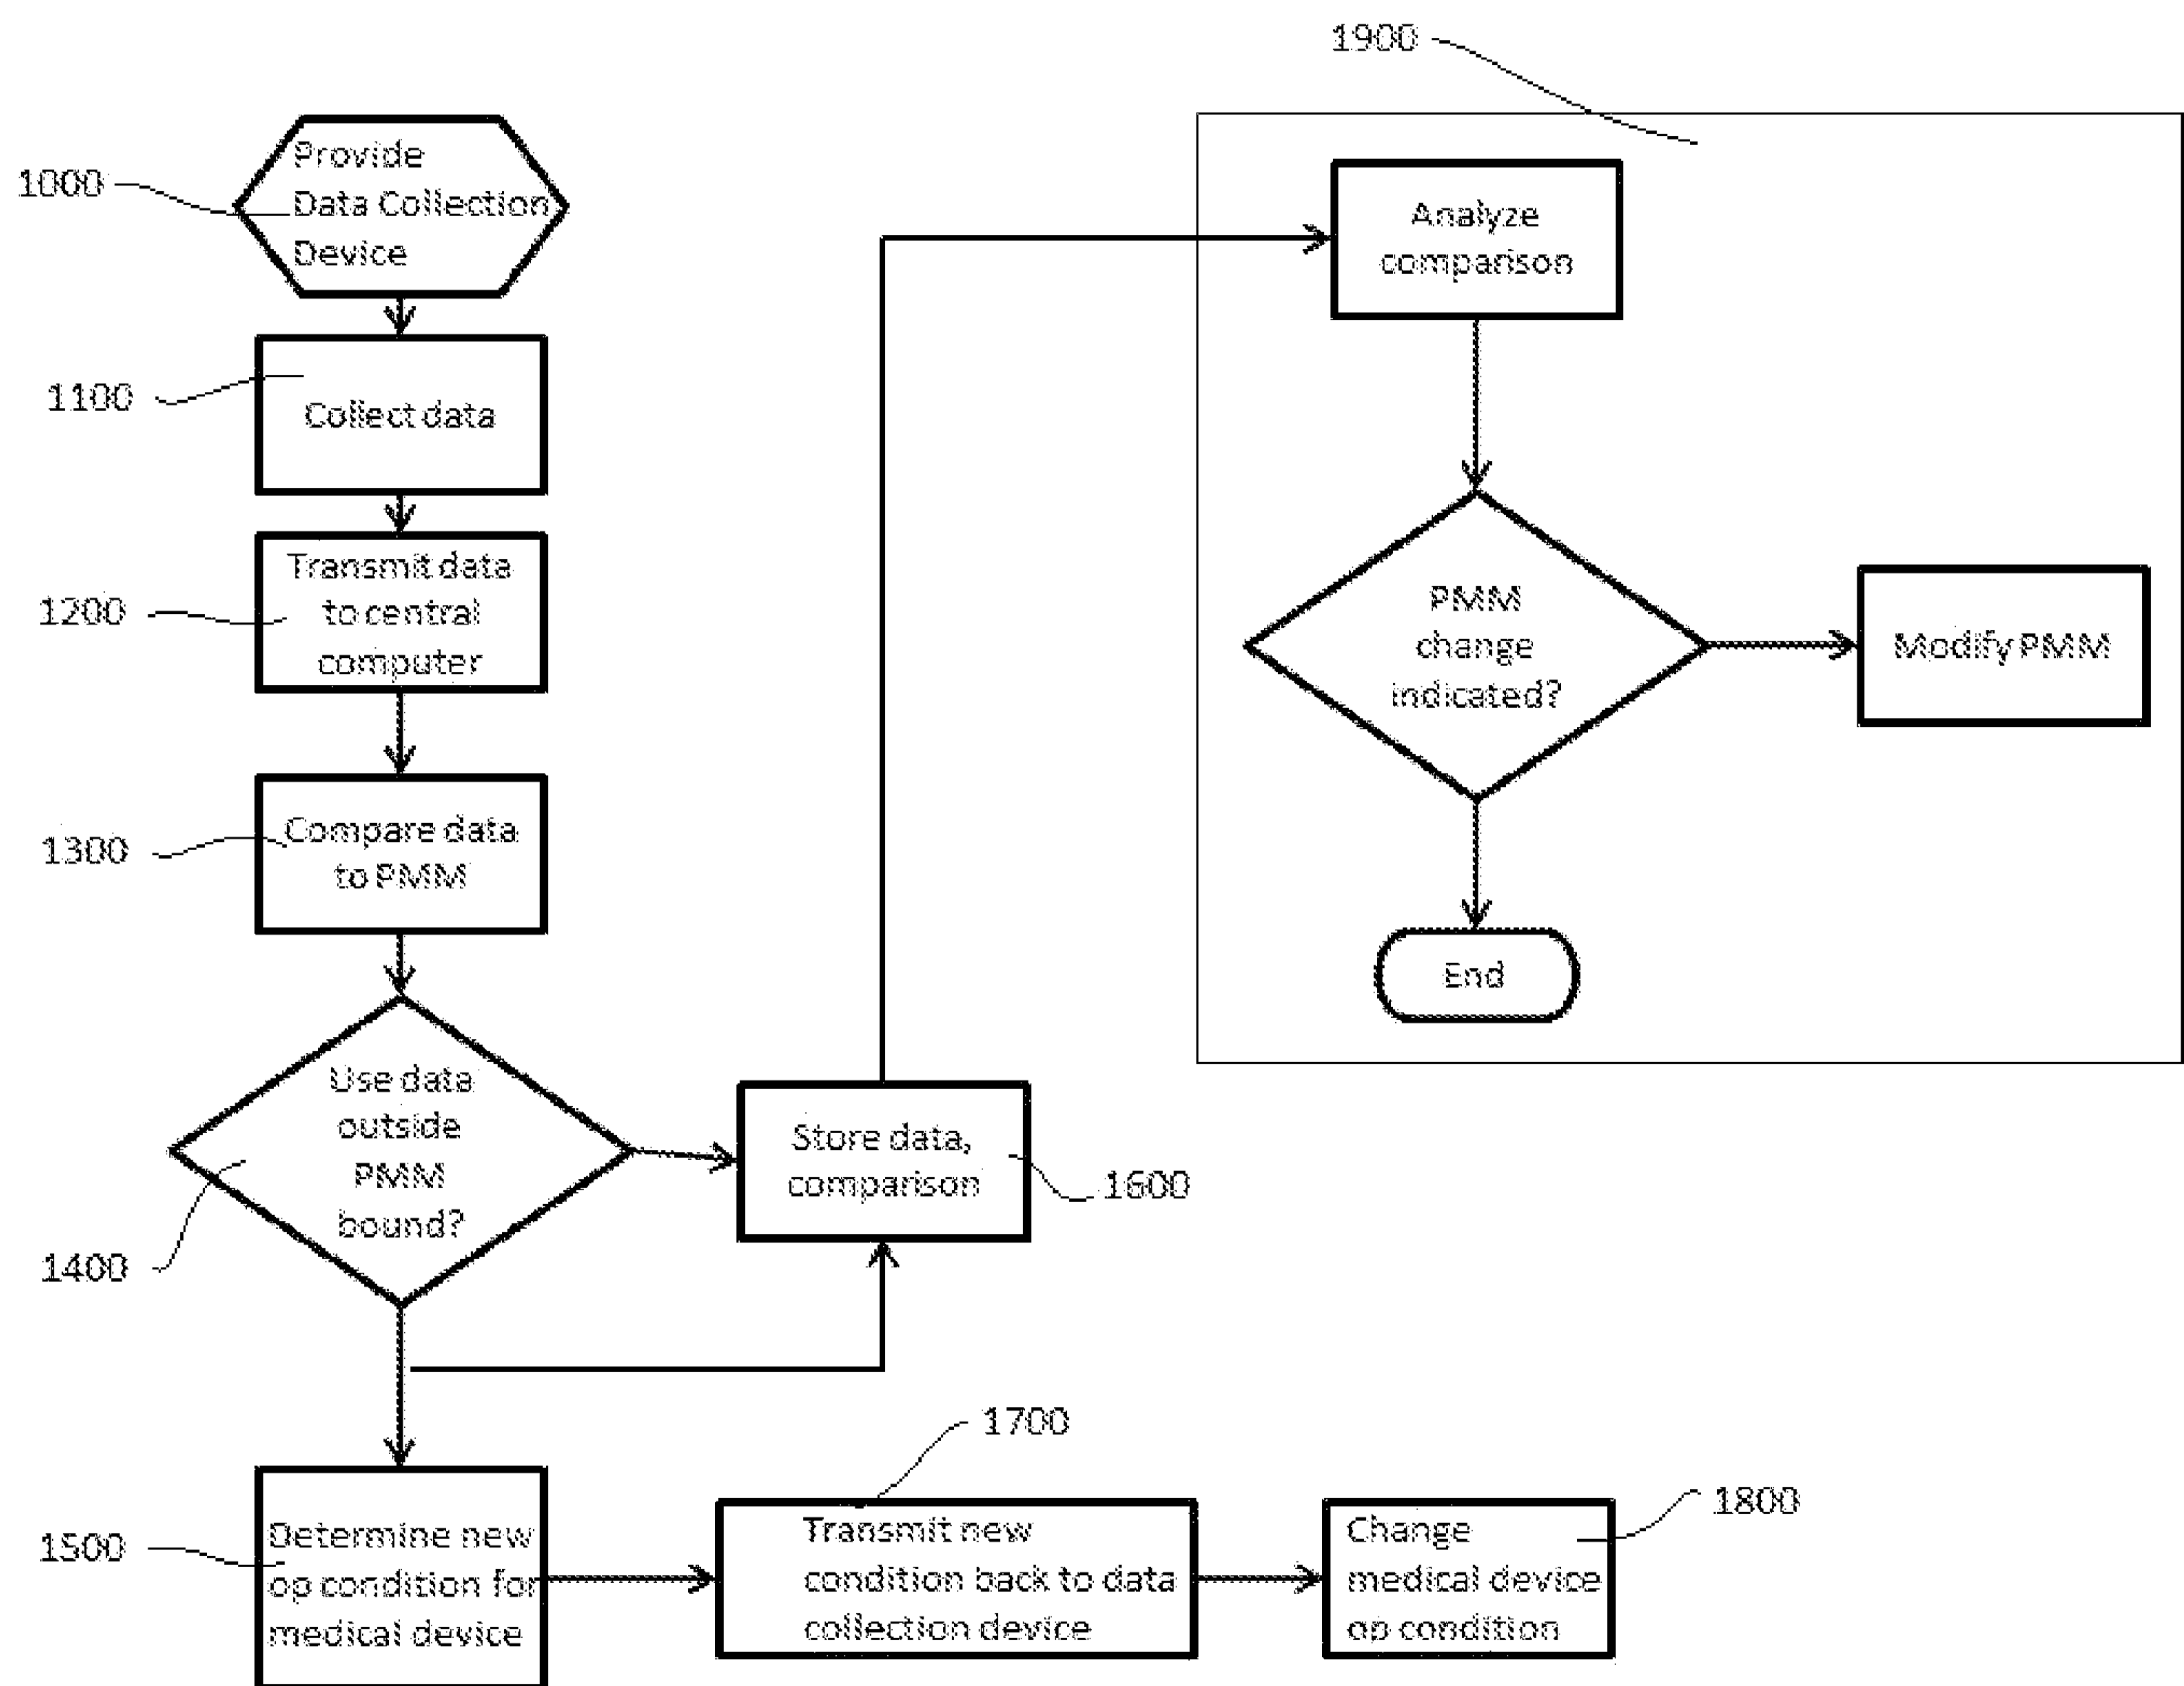 1900
1000
Provide
Data Collection
Device
Analyze
comparison
1100
Collect data
1200
Transmit data
to central
computer
PMM
change
indicated?
Modify PMM
1300
Compare data
to PMM
End
1400
Use data
outside
PMM
bound?
Store data,
comparison
1600
1500
Determine new
op condition for
medical device
1700
Transmit new
condition back to data
collection device
1800
Change
medical device
op condition